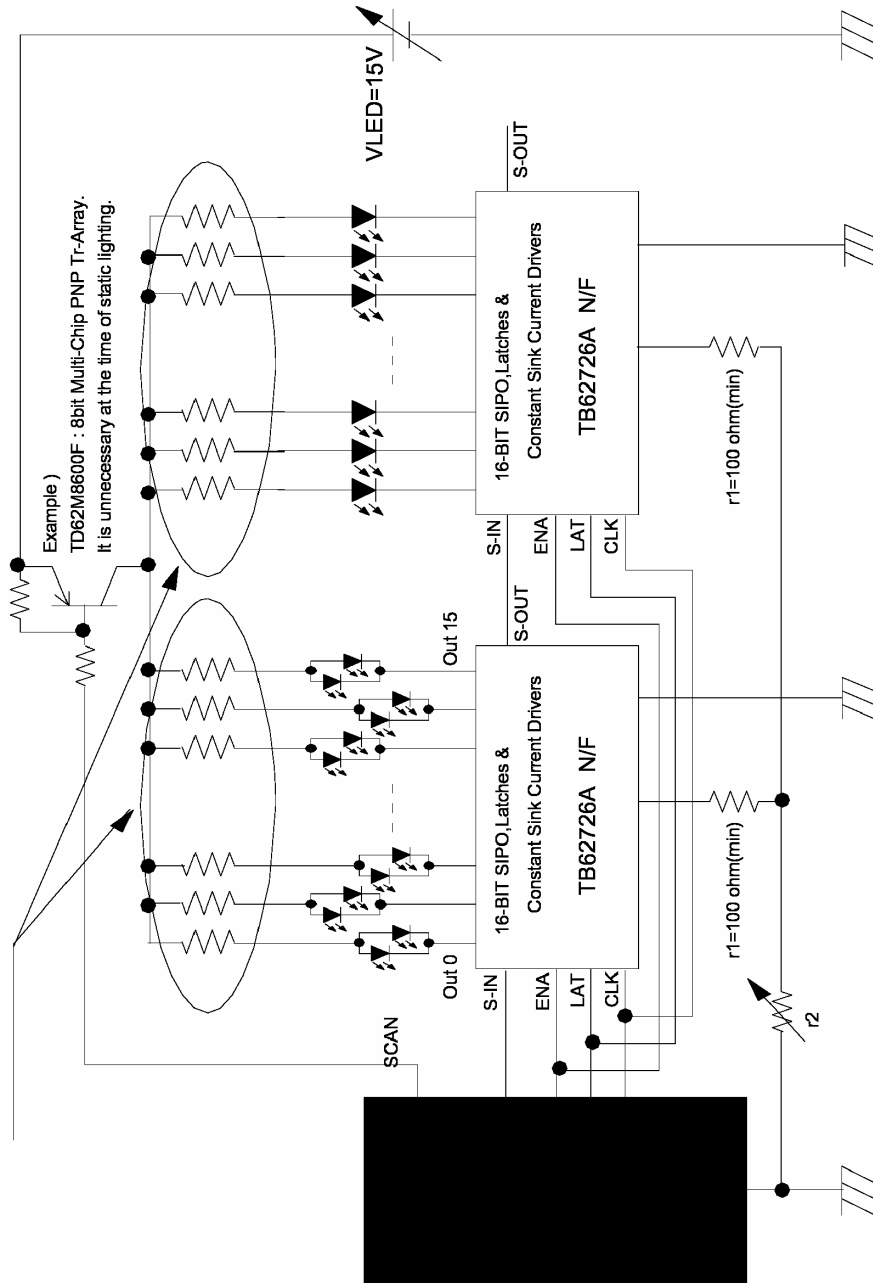 Example )
TD62M8600F : 8bit Multi-Chip PNP Tr-Array.
It is unnecessary at the time of static lighting.
VLED=15V
SCAN
Out 0
Out 15
S-IN
ENA
LAT
CLK
16-BIT SIPO,Latches &
Constant Sink Current Drivers
TB62726A N/F
S-OUT
S-IN
ENA
LAT
CLK
16-BIT SIPO,Latches &
Constant Sink Current Drivers
TB62726A N/F
S-OUT
r1=100 ohm(min)
r1=100 ohm(min)
r2